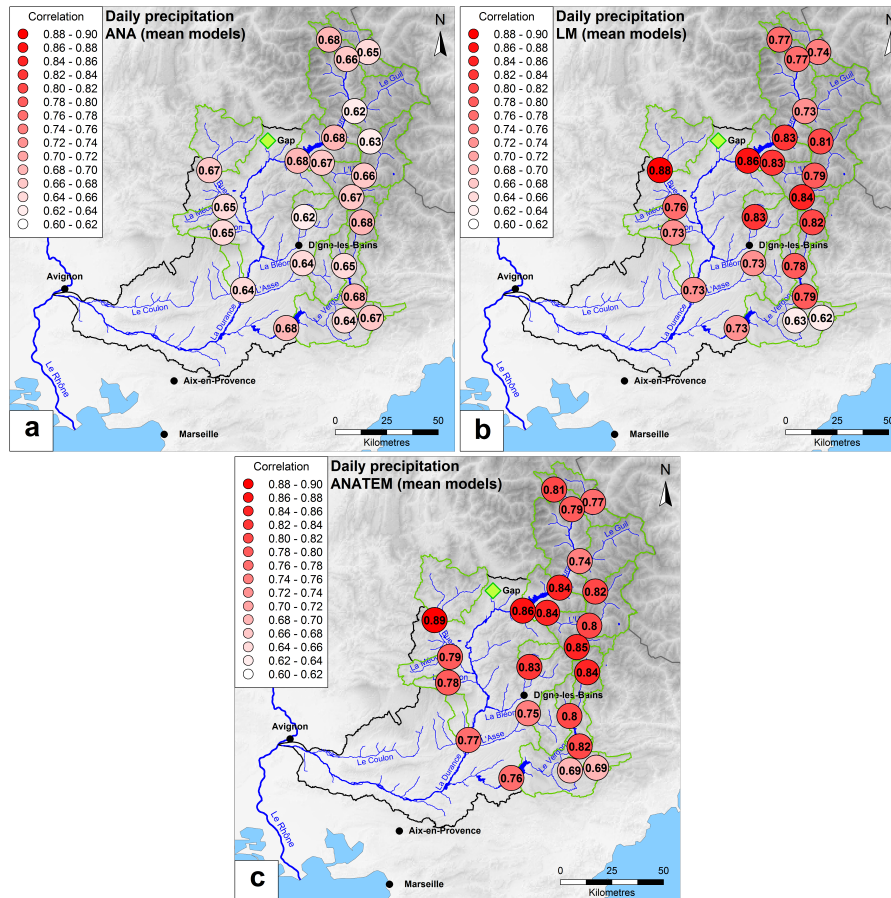 Correlation
0.88 - 0.90
0.86 - 0.88
0.84 - 0.86
0.82 - 0.84
0.80 - 0.82
0.78 - 0.80
0.76 - 0.78
0.74 - 0.76
0.72 - 0.74
0.70 - 0.72
0.68 - 0.70
0.66 - 0.68
0.64 - 0.66
0.62 - 0.64
0.60 - 0.62
Daily precipitation
ANA (mean models)
N
0.68
0.66
0.65
Le Guil
0.62
Gap
0.68
0.63
0.68
0.67
0.67
0.66
0.67
0.65
0.62
0.68
0.65
Digne-les-Bains
La Bléone
0.64
0.65
Avignon
0.64
L'Asse
0.68
Le Coulon
La Durance
0.68
Le Verdon
0.64
0.67
Le Rhône
Aix-en-Provence
Marseille
0 25 50
Kilometres
a
Correlation
0.88 - 0.90
0.86 - 0.88
0.84 - 0.86
0.82 - 0.84
0.80 - 0.82
0.78 - 0.80
0.76 - 0.78
0.74 - 0.76
0.72 - 0.74
0.70 - 0.72
0.68 - 0.70
0.66 - 0.68
0.64 - 0.66
0.62 - 0.64
0.60 - 0.62
Daily precipitation
LM (mean models)
N
0.77
0.77
0.74
Le Guil
0.73
Gap
0.83
0.81
0.86
0.83
0.88
0.79
0.84
0.76
0.83
0.82
0.73
Digne-les-Bains
La Bléone
0.73
0.78
Avignon
0.73
L'Asse
0.79
Le Coulon
La Durance
0.73
Le Verdon
0.63
0.62
Le Rhône
Aix-en-Provence
Marseille
0 25 50
Kilometres
b
Correlation
0.88 - 0.90
0.86 - 0.88
0.84 - 0.86
0.82 - 0.84
0.80 - 0.82
0.78 - 0.80
0.76 - 0.78
0.74 - 0.76
0.72 - 0.74
0.70 - 0.72
0.68 - 0.70
0.66 - 0.68
0.64 - 0.66
0.62 - 0.64
0.60 - 0.62
Daily precipitation
ANATEM (mean models)
N
0.81
0.79
0.77
Le Guil
0.74
Gap
0.84
0.82
0.86
0.84
0.89
0.8
0.85
0.79
0.83
0.84
0.78
Digne-les-Bains
La Bléone
0.75
0.8
Avignon
0.77
L'Asse
0.82
Le Coulon
La Durance
0.76
Le Verdon
0.69
0.69
Le Rhône
Aix-en-Provence
Marseille
0 25 50
Kilometres
c